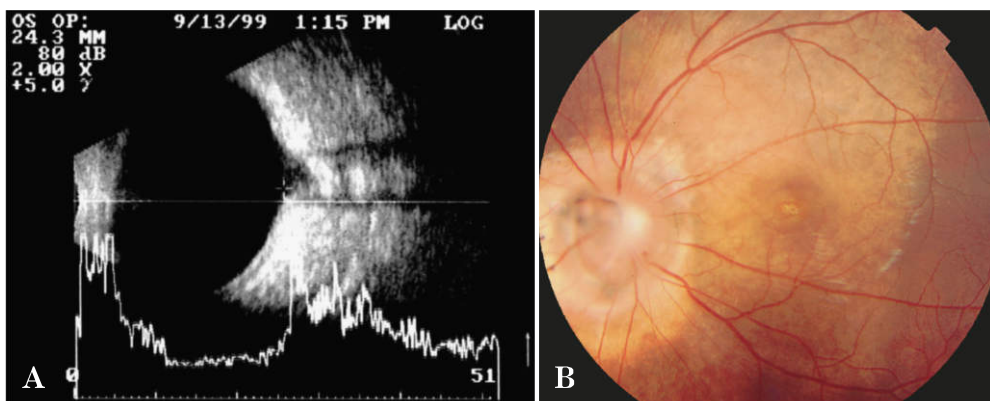 OS OP: 9/13/99 1:15 PM LOG
24.3 MM
80 dB
2.00 X
+5.0 γ
0 51
A B